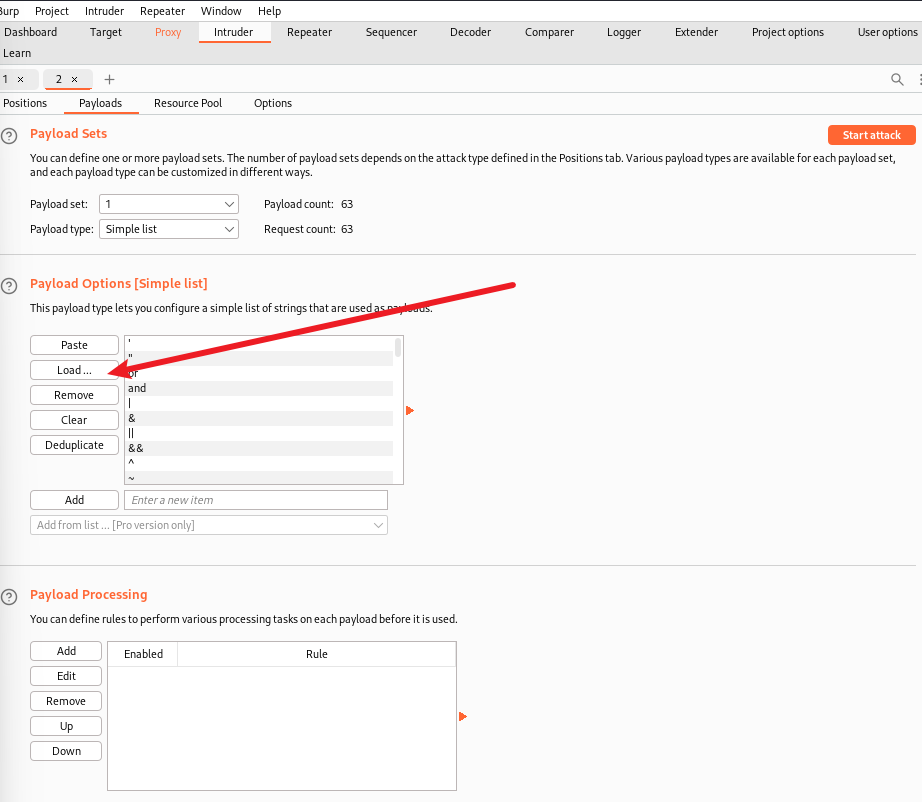 Burp Project Intruder Repeater Window Help
Dashboard Target Proxy Intruder Repeater Sequencer Decoder Comparer Logger Extender Project options User options
Learn
1 × 2 × +
Positions Payloads Resource Pool Options
? Payload Sets Start attack
You can define one or more payload sets. The number of payload sets depends on the attack type defined in the Positions tab. Various payload types are available for each payload set,
and each payload type can be customized in different ways.
Payload set: 1 Payload count: 63
Payload type: Simple list Request count: 63
? Payload Options [Simple list]
This payload type lets you configure a simple list of strings that are used as payloads.
Paste '
"
Load ... or
Remove and
|
Clear &
||
Deduplicate &&
^
~
Add Enter a new item
Add from list ... [Pro version only]
? Payload Processing
You can define rules to perform various processing tasks on each payload before it is used.
Add Enabled Rule
Edit
Remove
Up
Down